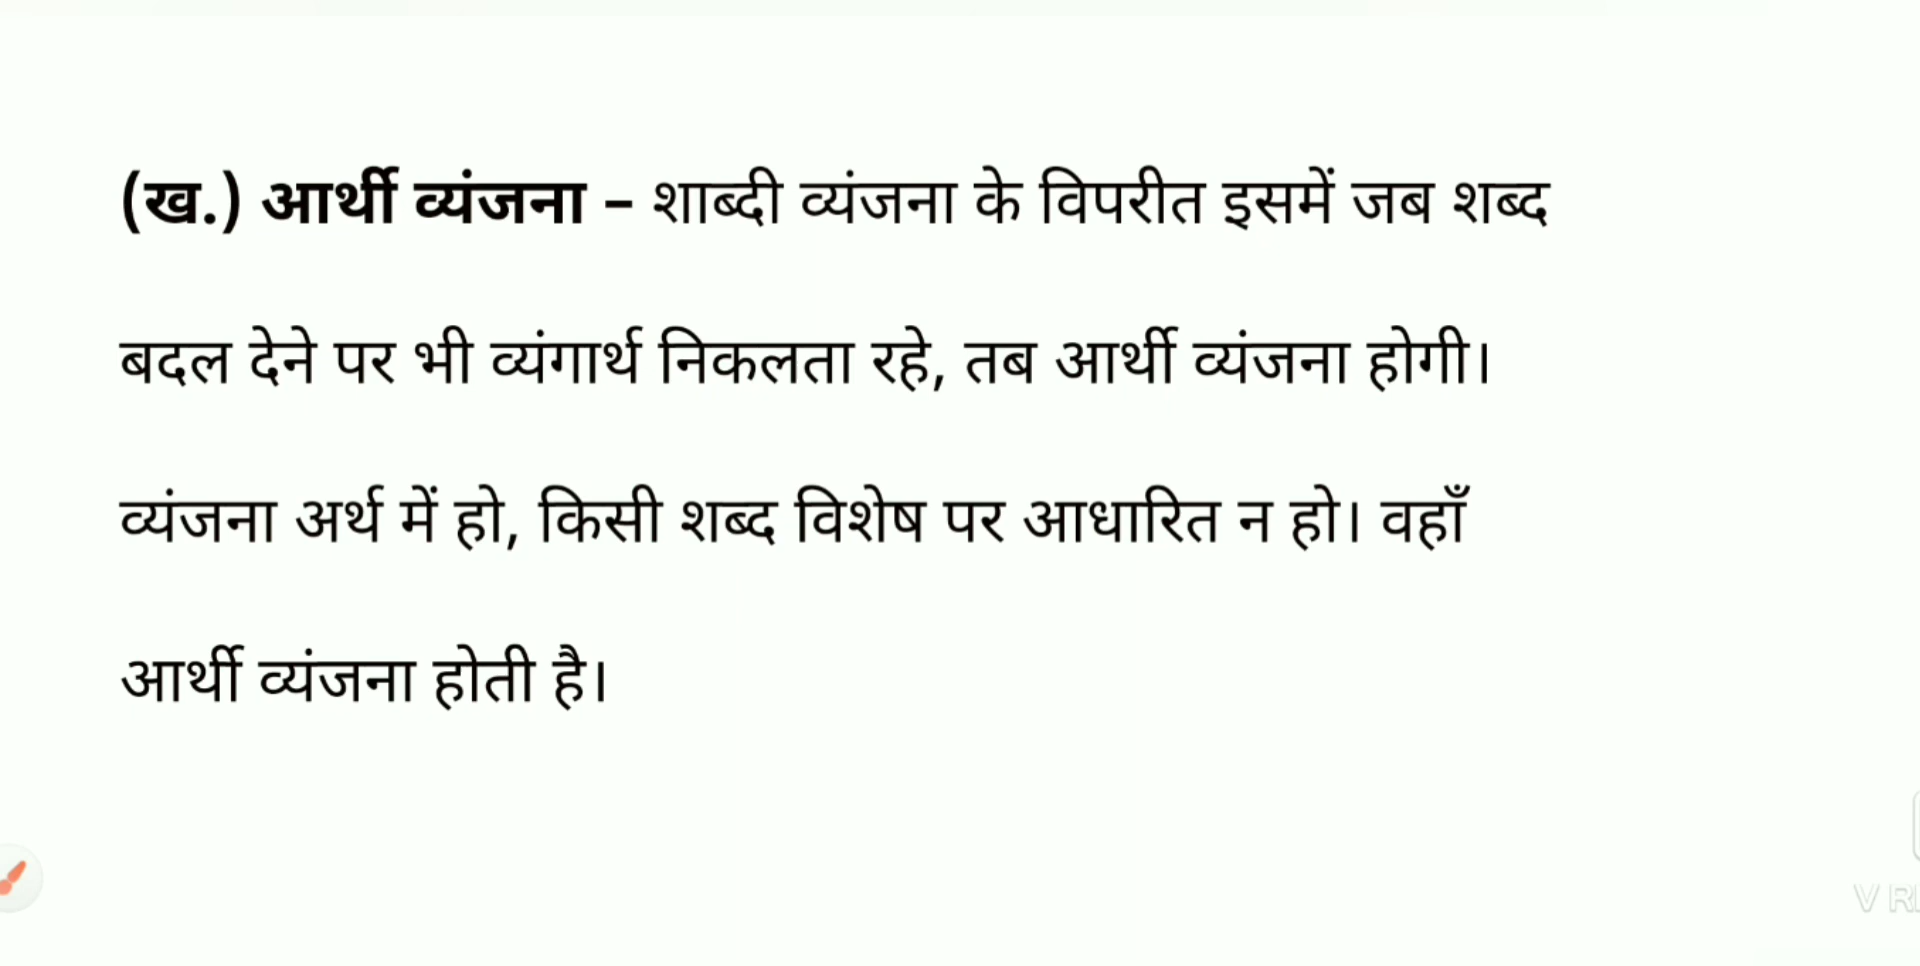 (ख.) आर्थी व्यंजना – शाब्दी व्यंजना के विपरीत इसमें जब शब्द
बदल देने पर भी व्यंगार्थ निकलता रहे, तब आर्थी व्यंजना होगी।
व्यंजना अर्थ में हो, किसी शब्द विशेष पर आधारित न हो। वहाँ
आर्थी व्यंजना होती है।